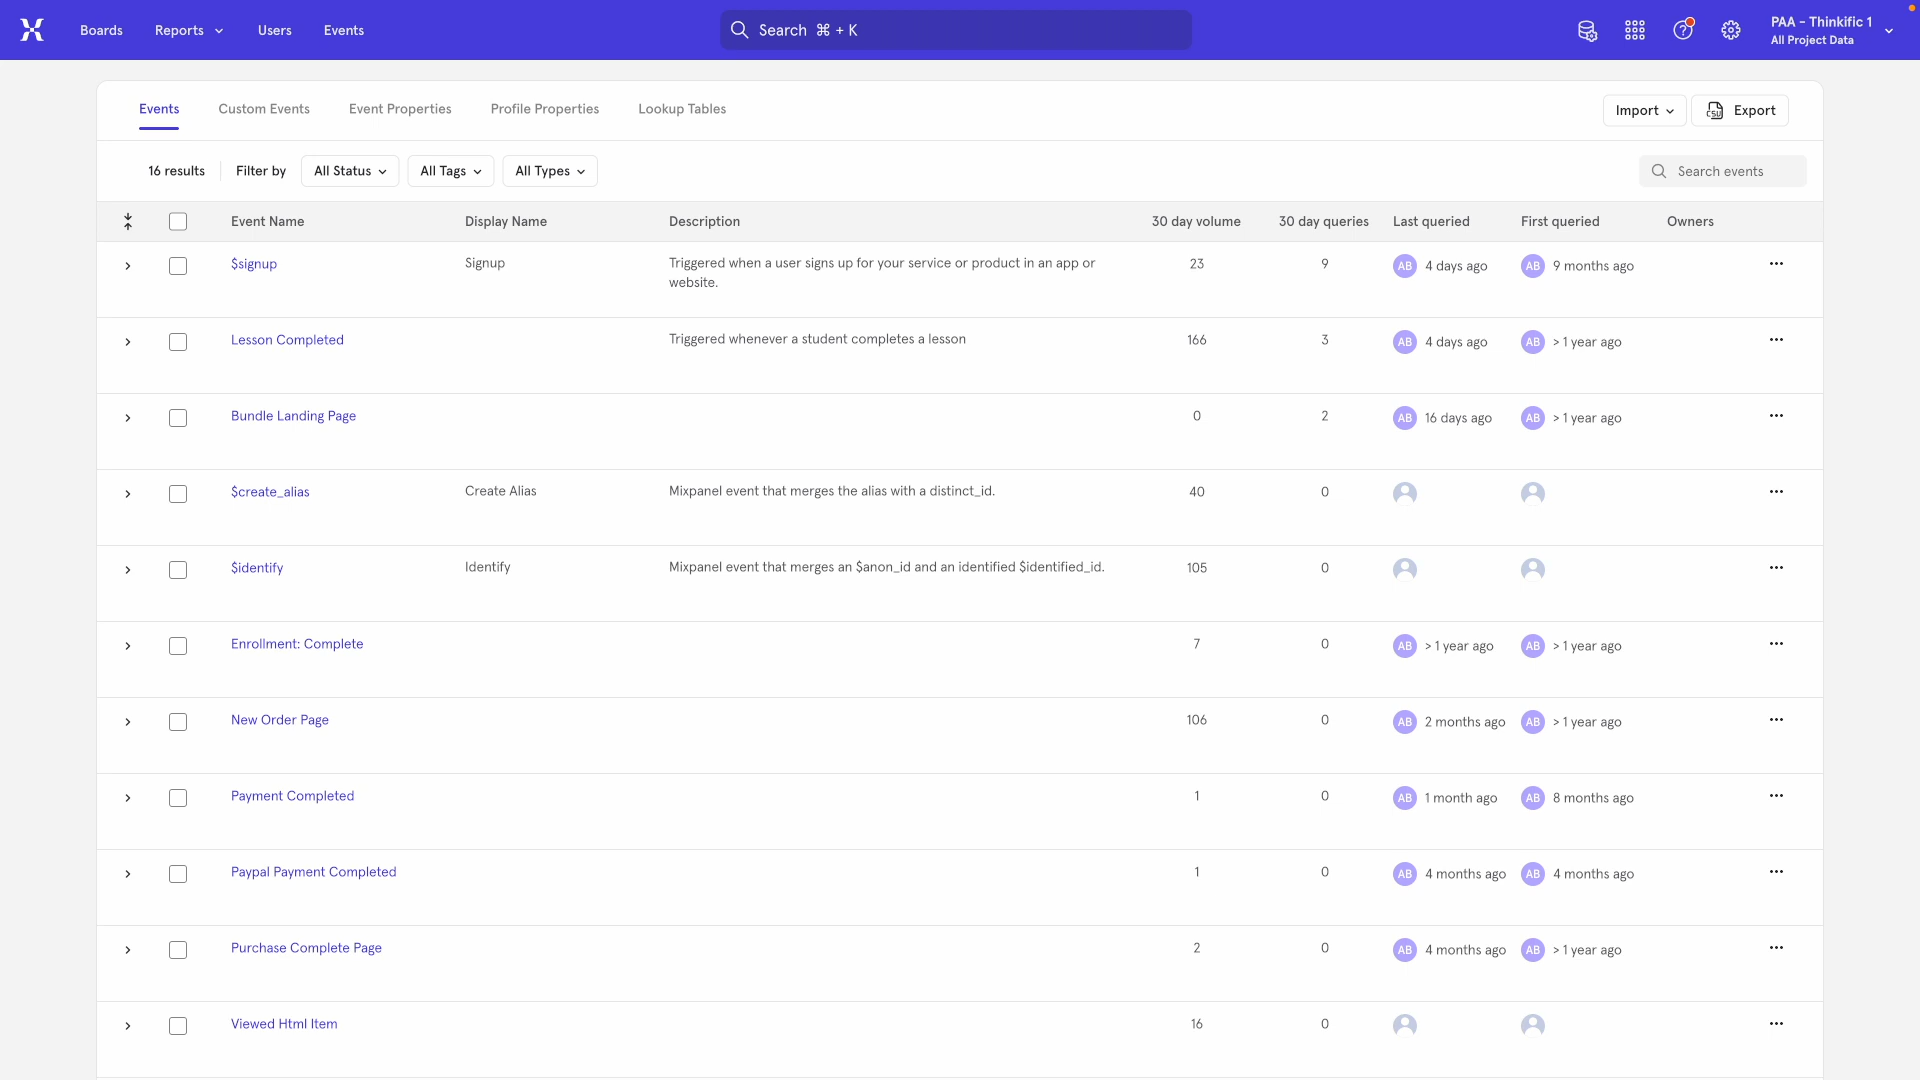 Boards Reports Users Events Search ⌘ + K PAA - Thinkific 1
All Project Data
Events Custom Events Event Properties Profile Properties Lookup Tables Import CSV Export
16 results Filter by All Status All Tags All Types Search events
Event Name Display Name Description 30 day volume 30 day queries Last queried First queried Owners
$signup Signup Triggered when a user signs up for your service or product in an app or 23 9 AB 4 days ago AB 9 months ago
website.
Lesson Completed Triggered whenever a student completes a lesson 166 3 AB 4 days ago AB > 1 year ago
Bundle Landing Page 0 2 AB 16 days ago AB > 1 year ago
$create_alias Create Alias Mixpanel event that merges the alias with a distinct_id. 40 0
$identify Identify Mixpanel event that merges an $anon_id and an identified $identified_id. 105 0
Enrollment: Complete 7 0 AB > 1 year ago AB > 1 year ago
New Order Page 106 0 AB 2 months ago AB > 1 year ago
Payment Completed 1 0 AB 1 month ago AB 8 months ago
Paypal Payment Completed 1 0 AB 4 months ago AB 4 months ago
Purchase Complete Page 2 0 AB 4 months ago AB > 1 year ago
Viewed Html Item 16 0